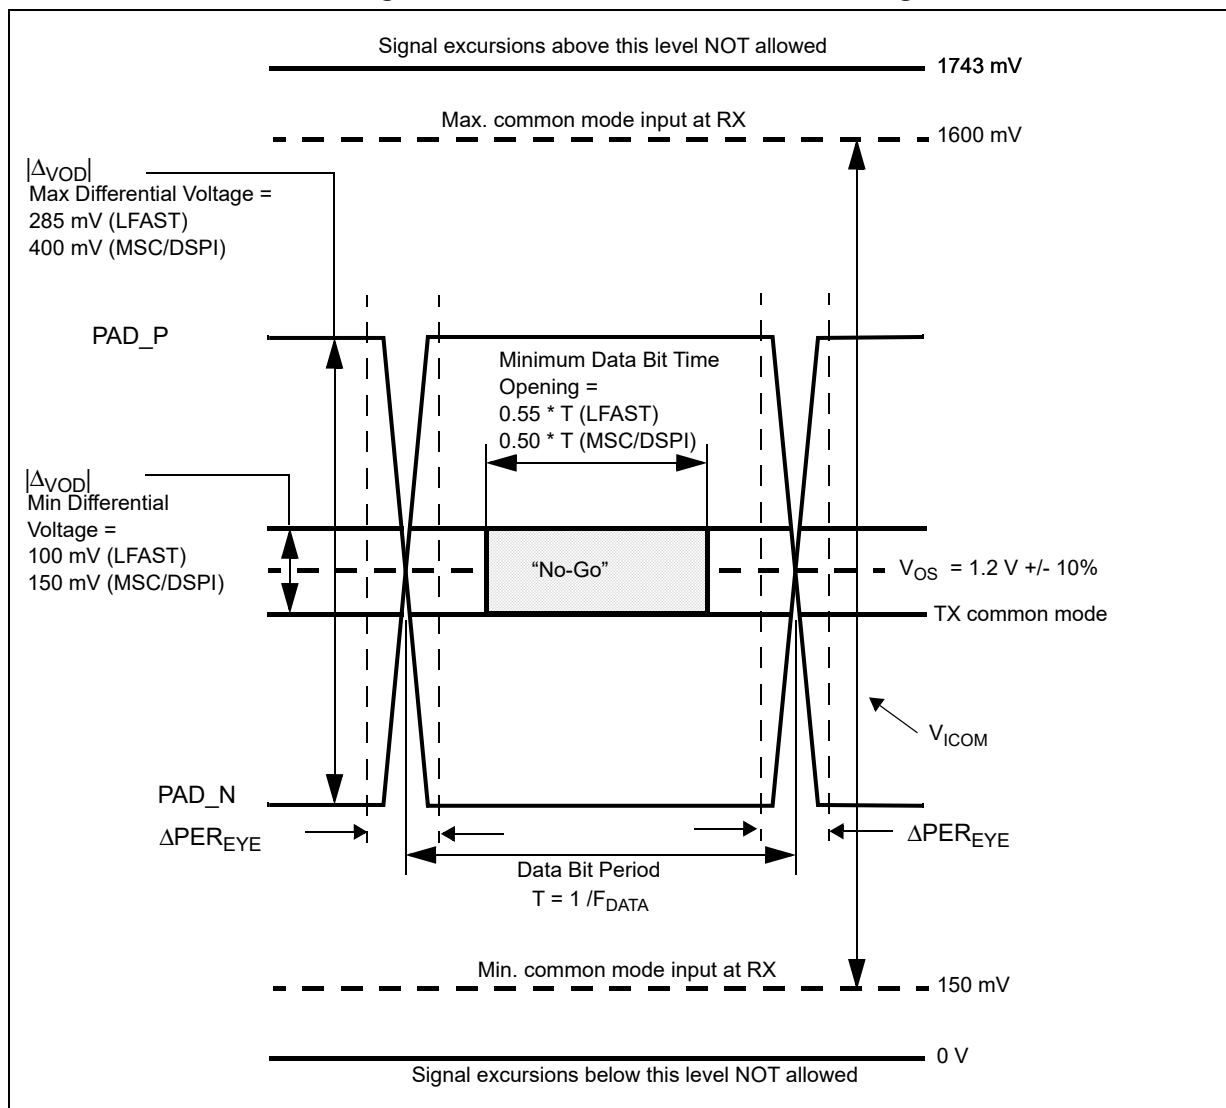 Signal excursions above this level NOT allowed
1743 mV
Max. common mode input at RX
1600 mV
|ΔVOD|
Max Differential Voltage =
285 mV (LFAST)
400 mV (MSC/DSPI)
PAD_P
Minimum Data Bit Time
Opening =
0.55 * T (LFAST)
0.50 * T (MSC/DSPI)
|ΔVOD|
Min Differential
Voltage =
100 mV (LFAST)
150 mV (MSC/DSPI)
“No-Go”
VOS = 1.2 V +/- 10%
TX common mode
VICOM
PAD_N
ΔPEREYE
ΔPEREYE
Data Bit Period
T = 1 /FDATA
Min. common mode input at RX
150 mV
0 V
Signal excursions below this level NOT allowed